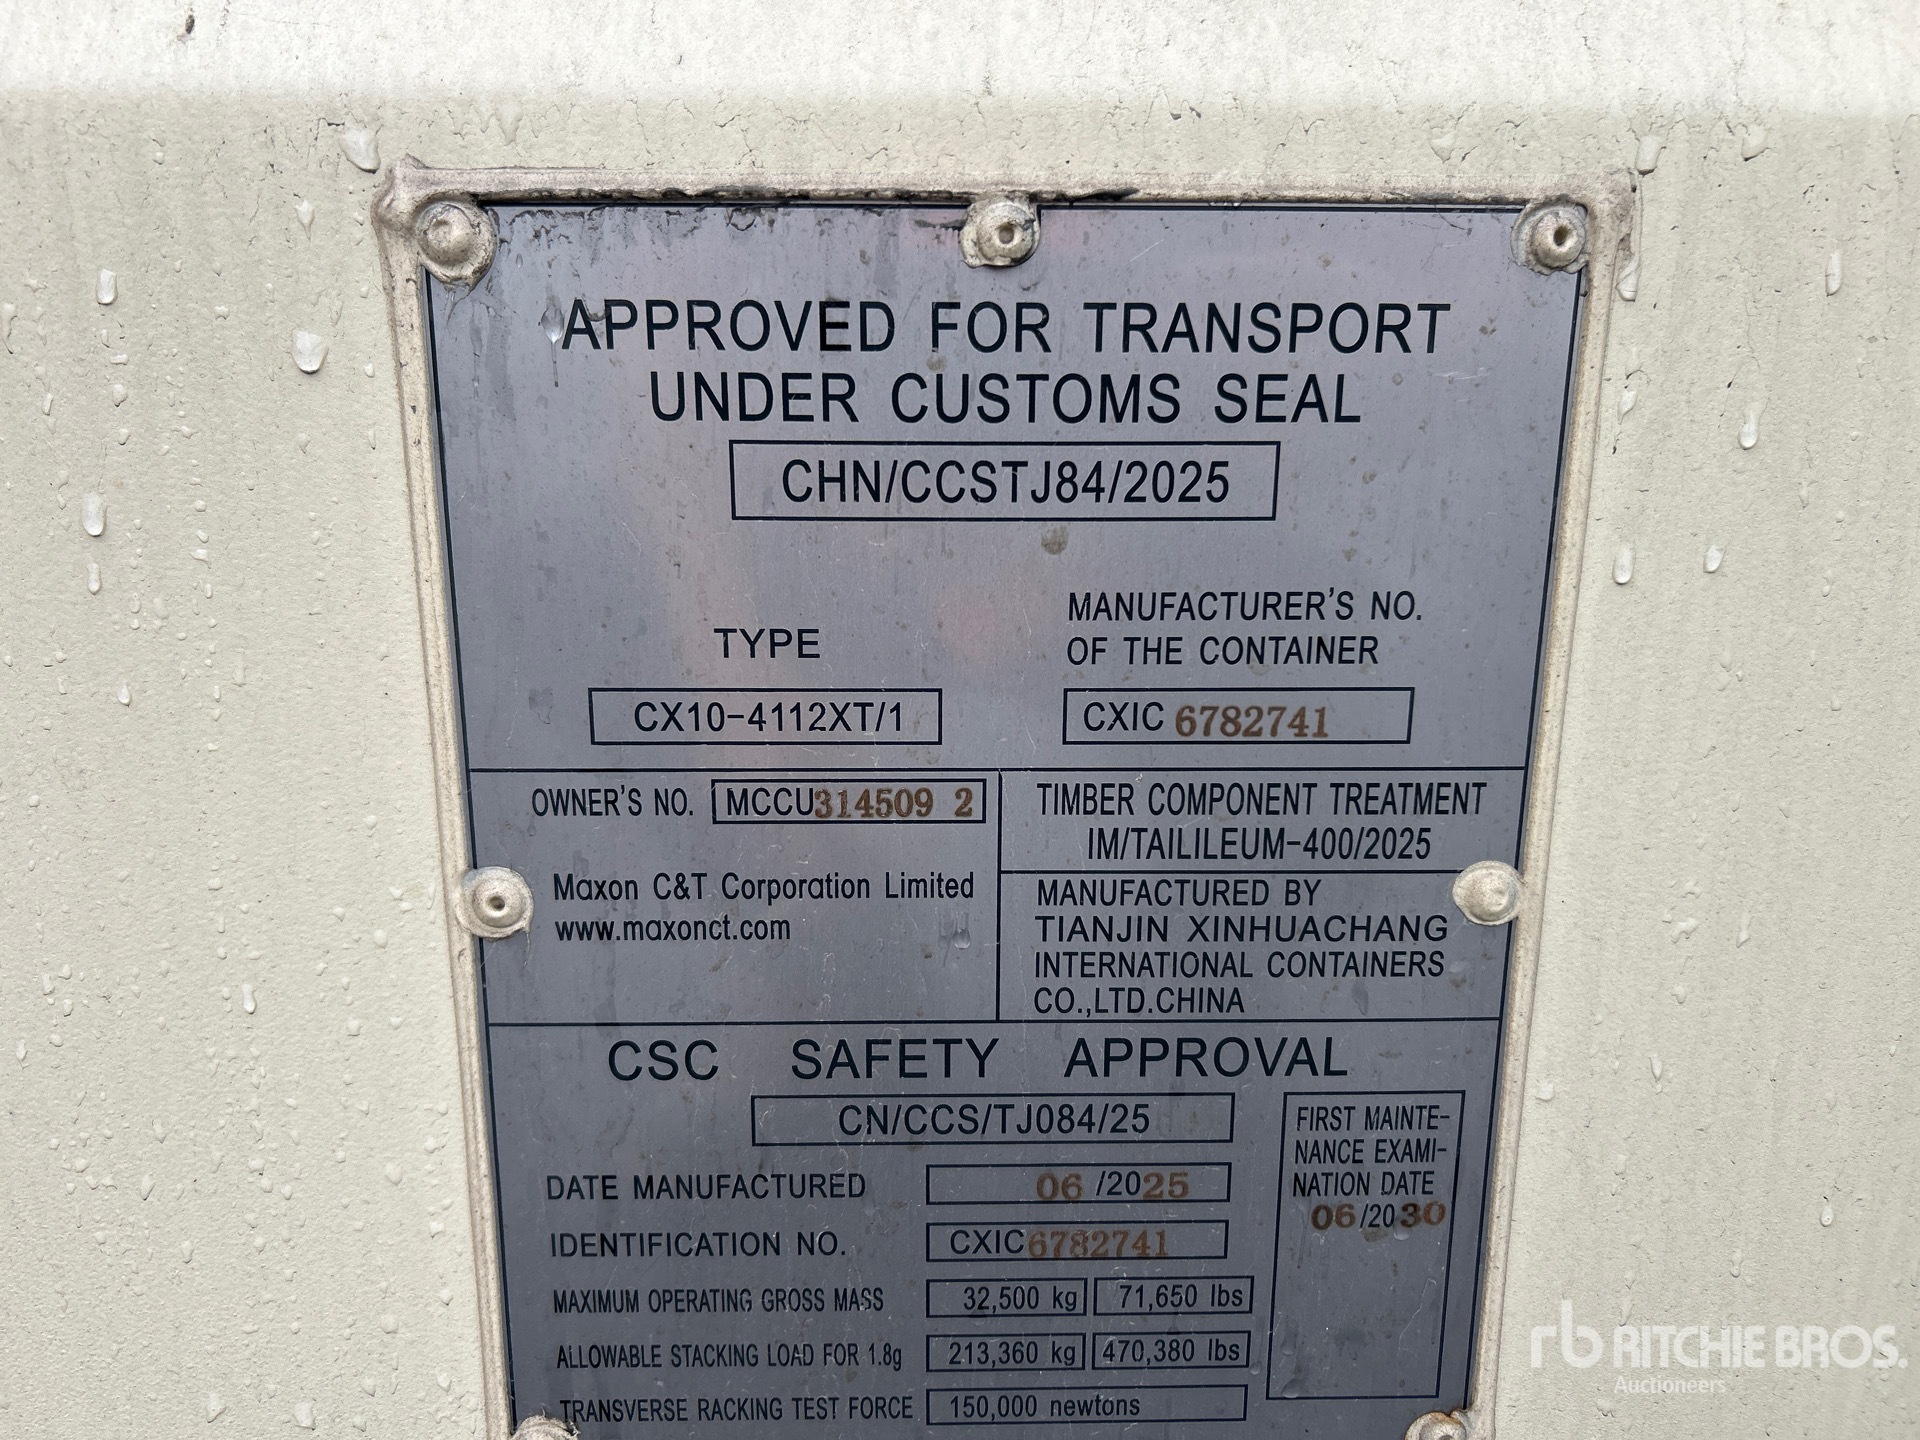 APPROVED FOR TRANSPORT
UNDER CUSTOMS SEAL
CHN/CCSTJ84/2025
TYPE
CX10-4112XT/1
MANUFACTURER'S NO.
OF THE CONTAINER
CXIC 6782741
OWNER'S NO. MCCU314509 2
Maxon C&T Corporation Limited
www.maxonct.com
TIMBER COMPONENT TREATMENT
IM/TAILILEUM-400/2025
MANUFACTURED BY
TIANJIN XINHUACHANG
INTERNATIONAL CONTAINERS
CO.,LTD.CHINA
CSC SAFETY APPROVAL
CN/CCS/TJ084/25
DATE MANUFACTURED 06/2025
IDENTIFICATION NO. CXIC6782741
MAXIMUM OPERATING GROSS MASS 32,500 kg 71,650 lbs
ALLOWABLE STACKING LOAD FOR 1.8g 213,360 kg 470,380 lbs
TRANSVERSE RACKING TEST FORCE 150,000 newtons
FIRST MAINTE-
NANCE EXAMI-
NATION DATE
06/2030
rb RITCHIE BROS.
Auctioneers